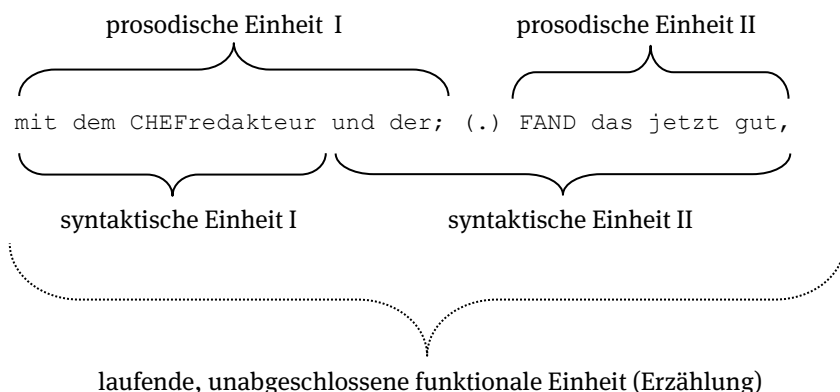 prosodische Einheit I prosodische Einheit II
mit dem CHEFredakteur und der; (.) FAND das jetzt gut,
syntaktische Einheit I syntaktische Einheit II
laufende, unabgeschlossene funktionale Einheit (Erzählung)